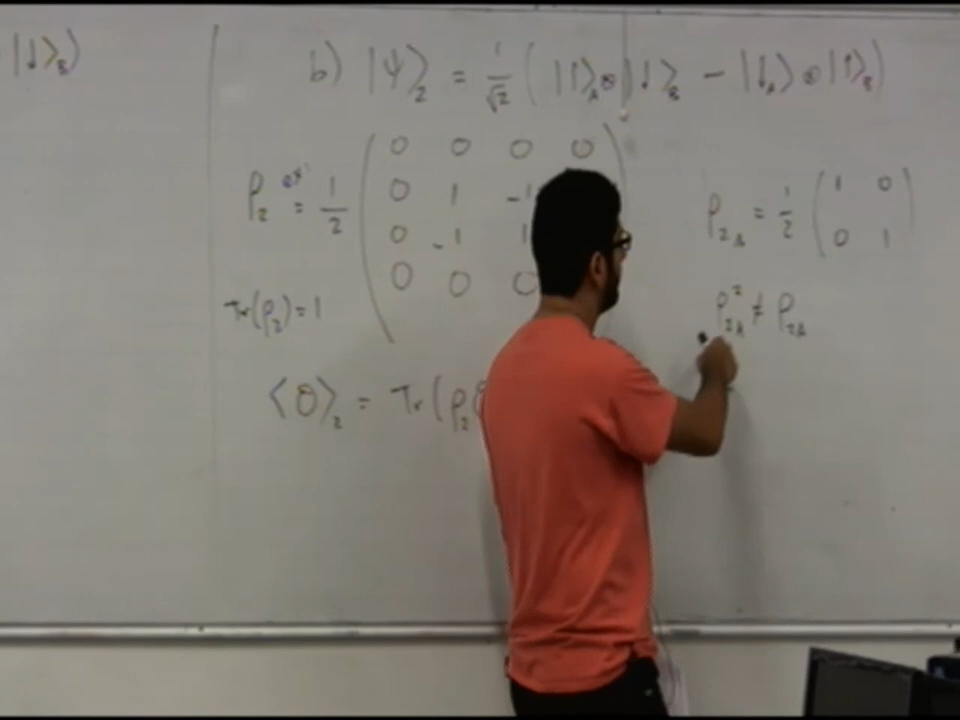 |↓⟩_B)
b) |ψ⟩_2 = 1/√2 ( |↑⟩_A ⊗ |↓⟩_B − |↓_A⟩ ⊗ |↑⟩_B )
ρ_2 = 1/2 ( 0 0 0 0
0 1 -1
0 -1 1
0 0 0
Tr(ρ_2) = 1
⟨O⟩_2 = Tr(ρ_2
ρ_2A = 1/2 ( 1 0
0 1 )
ρ²_2A ≠ ρ_2A